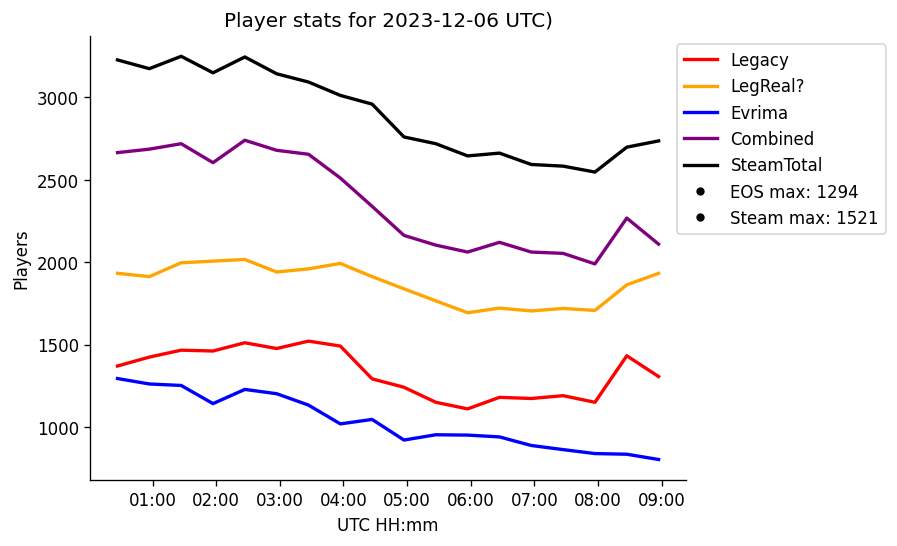 Player stats for 2023-12-06 UTC)
Legacy
LegReal?
Evrima
Combined
SteamTotal
EOS max: 1294
Steam max: 1521
Players
3000
2500
2000
1500
1000
01:00 02:00 03:00 04:00 05:00 06:00 07:00 08:00 09:00
UTC HH:mm